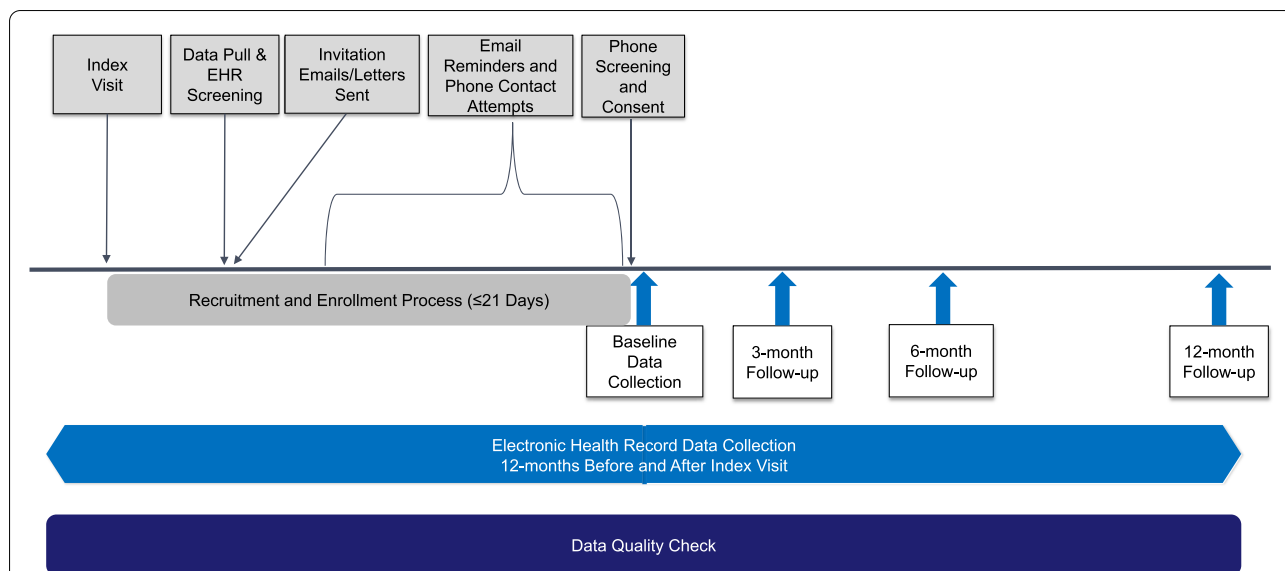 Index
Visit
Data Pull &
EHR
Screening
Invitation
Emails/Letters
Sent
Email
Reminders and
Phone Contact
Attempts
Phone
Screening
and
Consent
Recruitment and Enrollment Process (≤21 Days)
Baseline
Data
Collection
3-month
Follow-up
6-month
Follow-up
12-month
Follow-up
Electronic Health Record Data Collection
12-months Before and After Index Visit
Data Quality Check